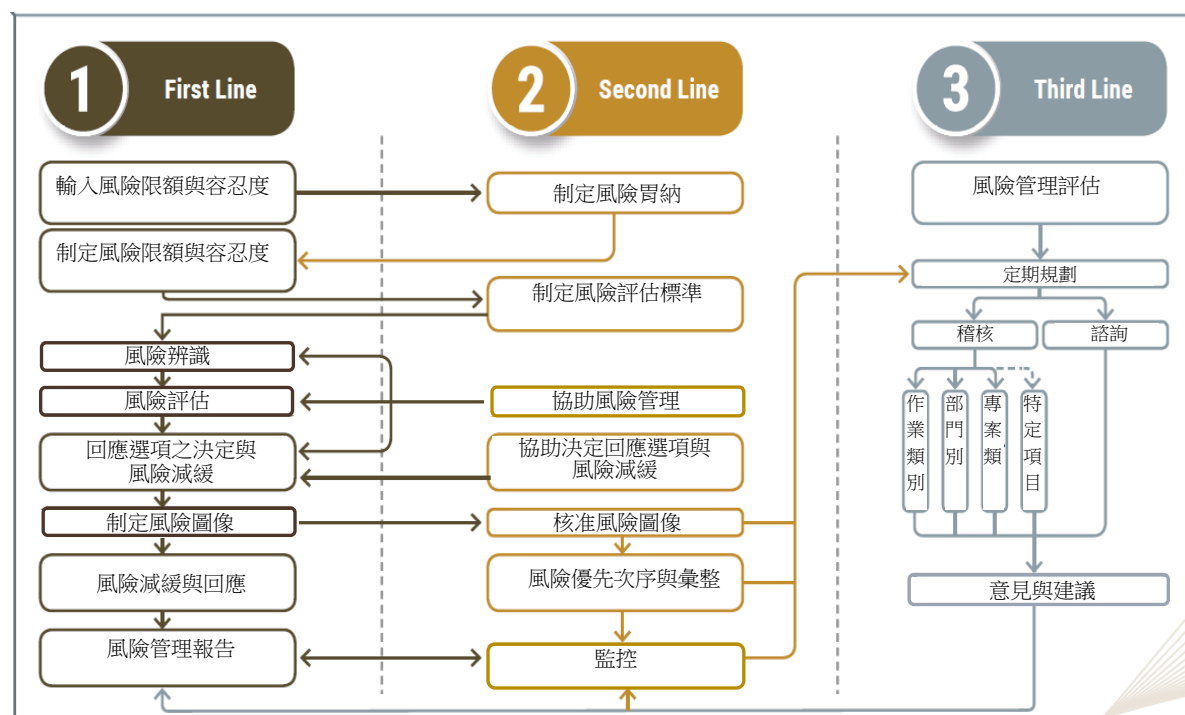 1 First Line
輸入風險限額與容忍度
制定風險限額與容忍度
風險辨識
風險評估
回應選項之決定與
風險減緩
制定風險圖像
風險減緩與回應
風險管理報告
2 Second Line
制定風險胃納
制定風險評估標準
協助風險管理
協助決定回應選項與
風險減緩
核准風險圖像
風險優先次序與彙整
監控
3 Third Line
風險管理評估
定期規劃
稽核
諮詢
作業類別
部門別
專案類
特定項目
意見與建議